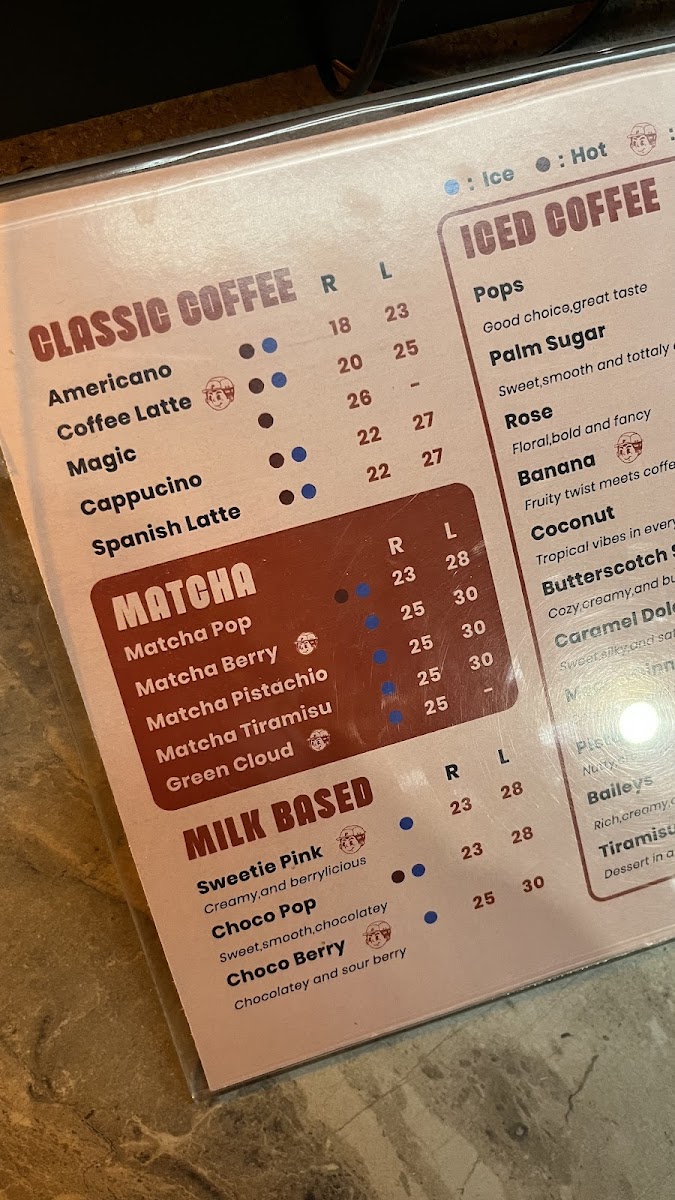 : Ice : Hot :
CLASSIC COFFEE R L
Americano 18 23
Coffee Latte 20 25
Magic 26 -
Cappucino 22 27
Spanish Latte 22 27
MATCHA R L
Matcha Pop 23 28
Matcha Berry 25 30
Matcha Pistachio 25 30
Matcha Tiramisu 25 30
Green Cloud 25 -
MILK BASED R L
Sweetie Pink 23 28
Creamy,and berrylicious
Choco Pop 23 28
Sweet,smooth,chocolatey
Choco Berry 25 30
Chocolatey and sour berry
ICED COFFEE
Pops
Good choice,great taste
Palm Sugar
Sweet,smooth and tottaly
Rose
Floral,bold and fancy
Banana
Fruity twist meets coffe
Coconut
Tropical vibes in every
Butterscotch S
Cozy,creamy,and bu
Caramel Dol
Sweet,silky,and sa
Nutty,
Baileys
Rich,creamy,
Tiramisu
Dessert in a